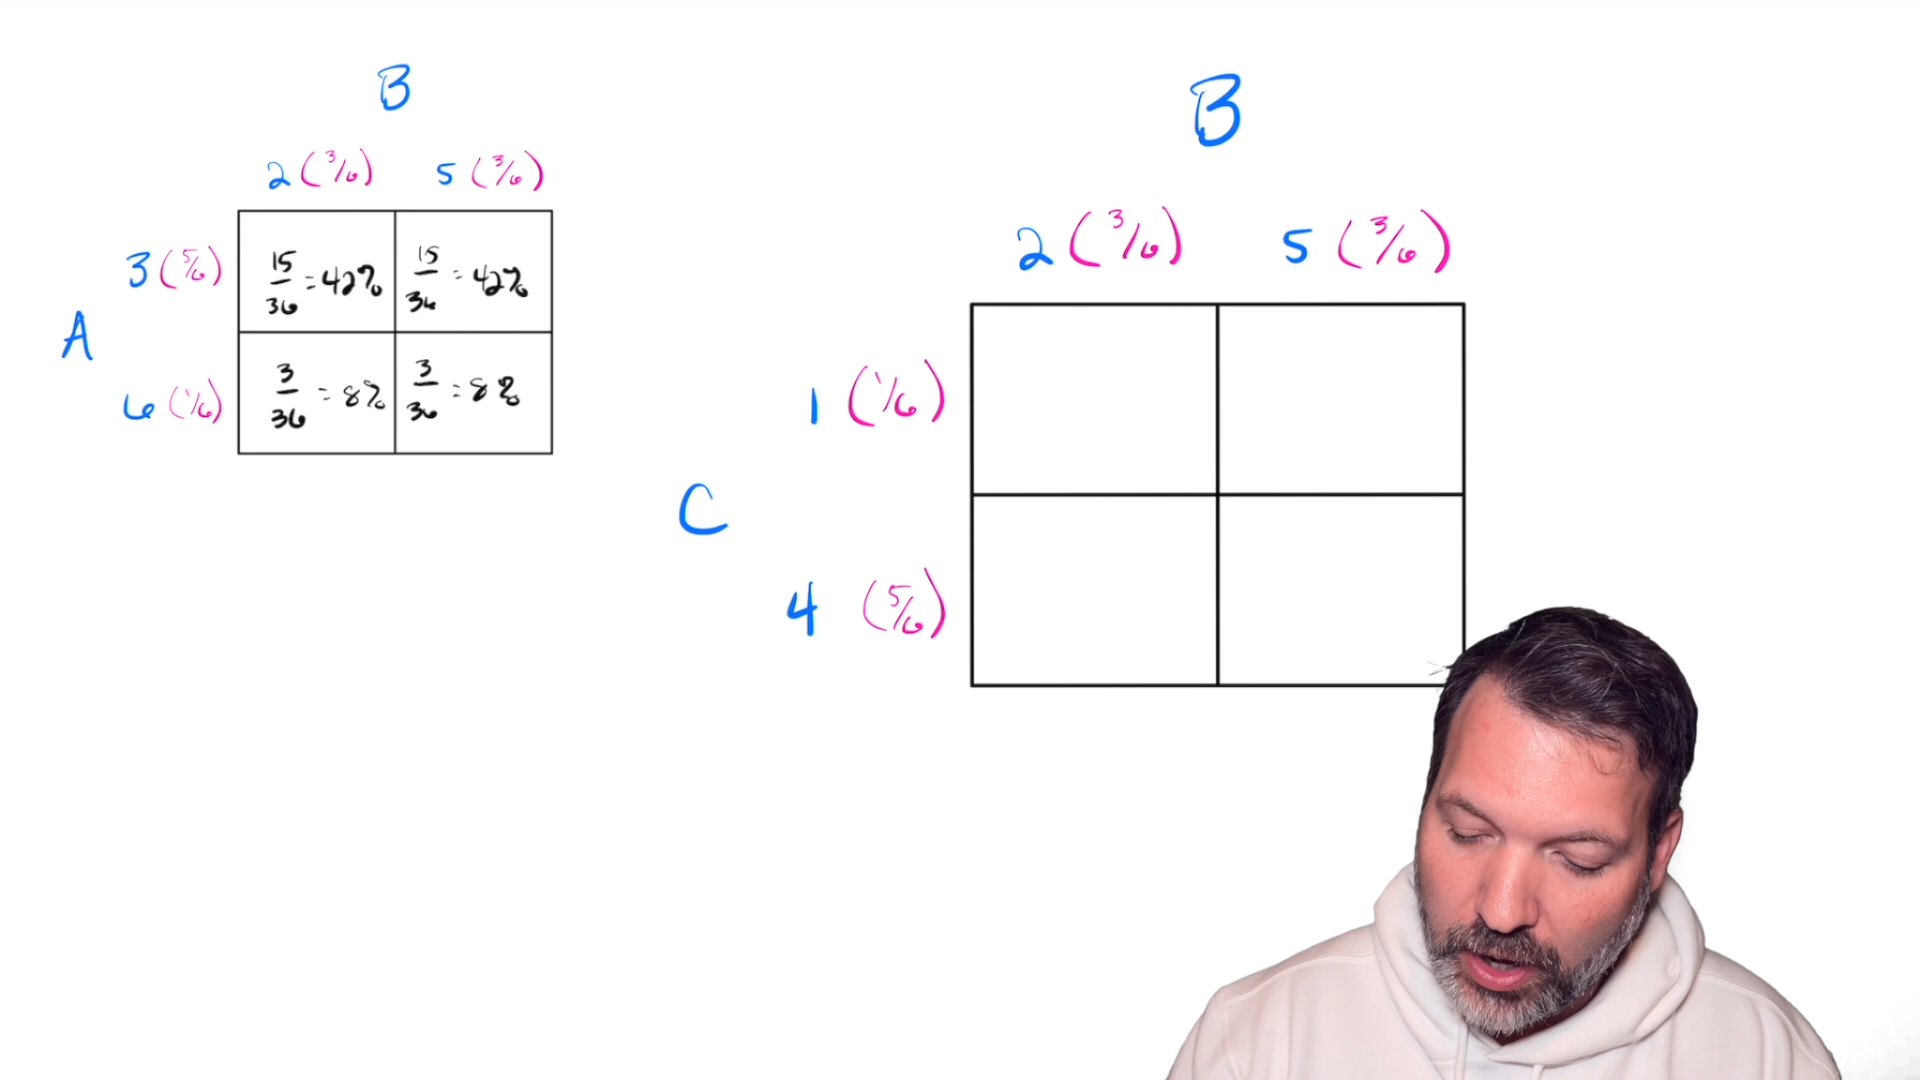 B
2 (3/6) 5 (3/6)
3 (5/6) 15/36 = 42% 15/36 = 42%
A
6 (1/6) 3/36 = 8% 3/36 = 8%
B
2 (3/6) 5 (3/6)
1 (1/6)
C
4 (5/6)